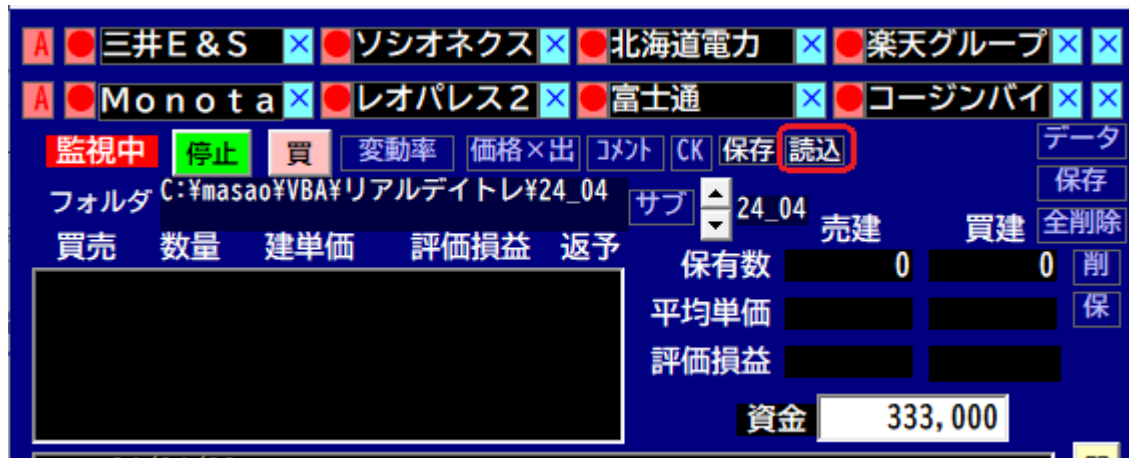 A ●三井E＆S × ●ソシオネクス × ●北海道電力 × ●楽天グループ × ×
A ●Monota × ●レオパレス2 × ●富士通 × ●コージンバイ × ×
監視中 停止 買 変動率 価格×出 ｺﾒﾝﾄ CK 保存 読込 データ
フォルダ C:¥masao¥VBA¥リアルデイトレ¥24_04 サブ 24_04 保存
買売 数量 建単価 評価損益 返予 売建 買建 全削除
保有数 0 0 削
平均単価 保
評価損益
資金 333,000